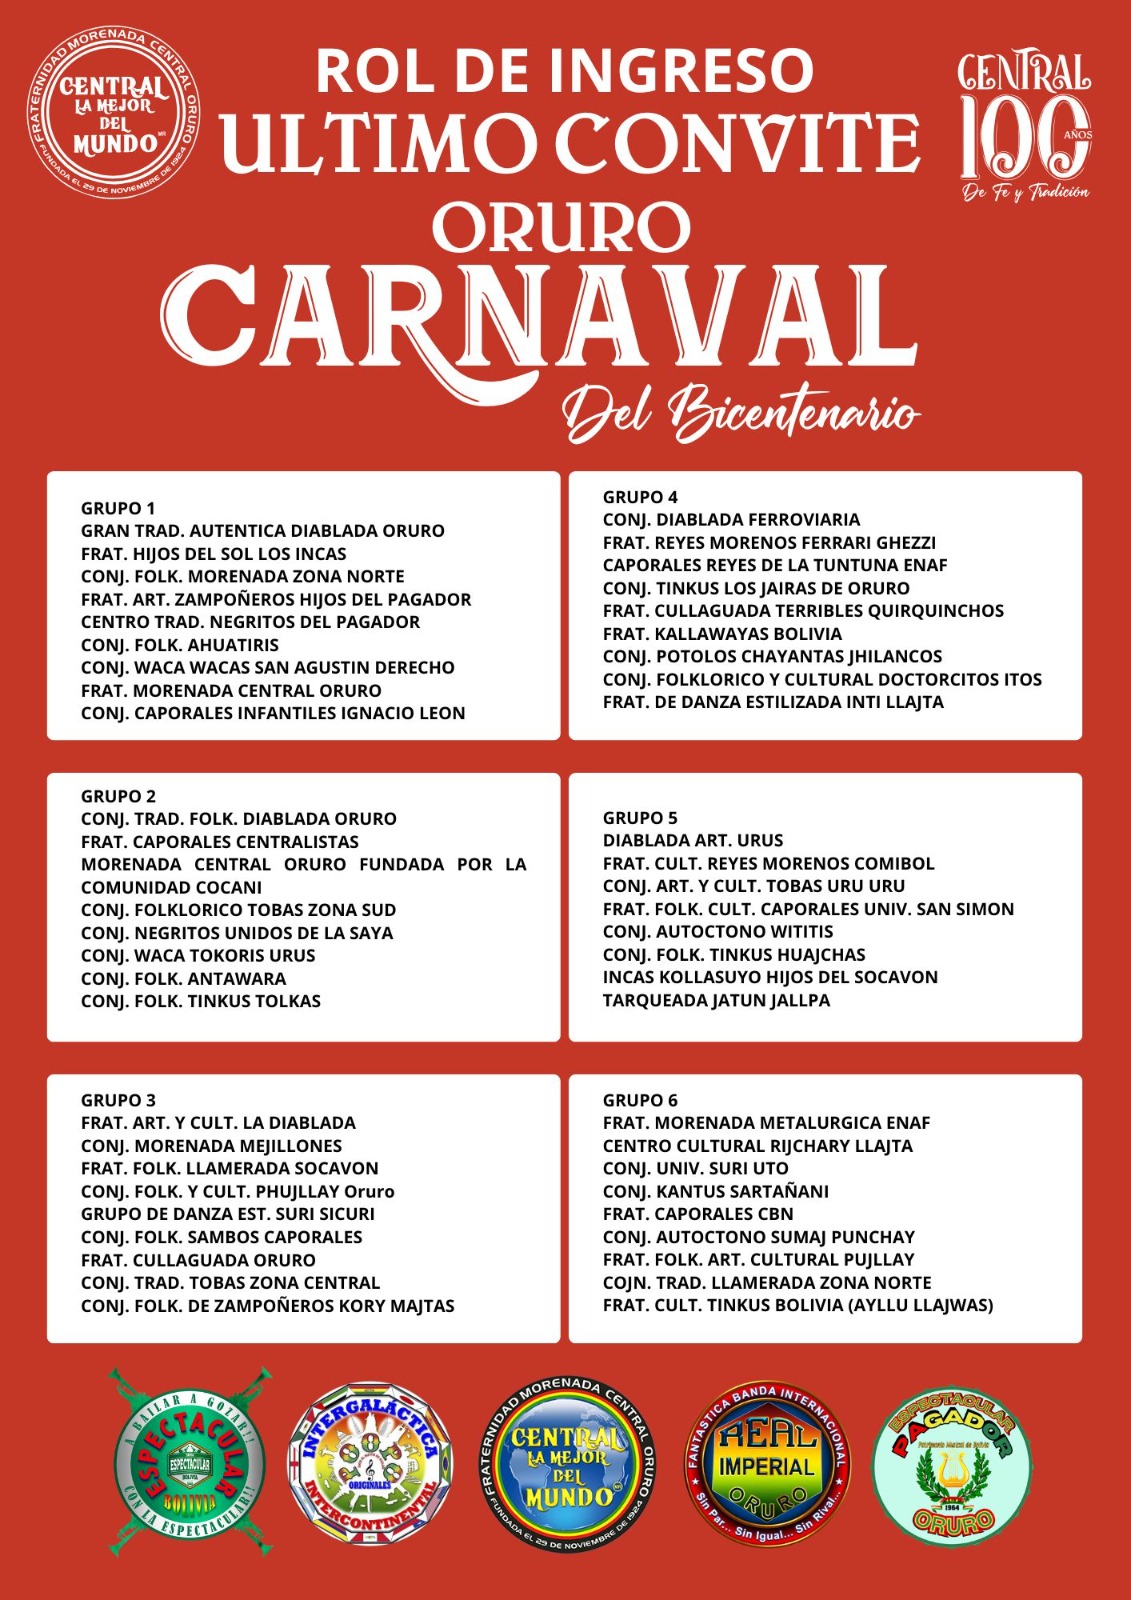 FRATERNIDAD MORENADA CENTRAL ORURO
CENTRAL
LA MEJOR
DEL
MUNDO
MR
FUNDADA EL 29 DE NOVIEMBRE DE 1924
ROL DE INGRESO
ULTIMO CONVITE
ORURO
CARNAVAL
Del Bicentenario
CENTRAL
100
AÑOS
De Fe y Tradición
GRUPO 1
GRAN TRAD. AUTENTICA DIABLADA ORURO
FRAT. HIJOS DEL SOL LOS INCAS
CONJ. FOLK. MORENADA ZONA NORTE
FRAT. ART. ZAMPOÑEROS HIJOS DEL PAGADOR
CENTRO TRAD. NEGRITOS DEL PAGADOR
CONJ. FOLK. AHUATIRIS
CONJ. WACA WACAS SAN AGUSTIN DERECHO
FRAT. MORENADA CENTRAL ORURO
CONJ. CAPORALES INFANTILES IGNACIO LEON
GRUPO 2
CONJ. TRAD. FOLK. DIABLADA ORURO
FRAT. CAPORALES CENTRALISTAS
MORENADA CENTRAL ORURO FUNDADA POR LA
COMUNIDAD COCANI
CONJ. FOLKLORICO TOBAS ZONA SUD
CONJ. NEGRITOS UNIDOS DE LA SAYA
CONJ. WACA TOKORIS URUS
CONJ. FOLK. ANTAWARA
CONJ. FOLK. TINKUS TOLKAS
GRUPO 3
FRAT. ART. Y CULT. LA DIABLADA
CONJ. MORENADA MEJILLONES
FRAT. FOLK. LLAMERADA SOCAVON
CONJ. FOLK. Y CULT. PHUJLLAY Oruro
GRUPO DE DANZA EST. SURI SICURI
CONJ. FOLK. SAMBOS CAPORALES
FRAT. CULLAGUADA ORURO
CONJ. TRAD. TOBAS ZONA CENTRAL
CONJ. FOLK. DE ZAMPOÑEROS KORY MAJTAS
GRUPO 4
CONJ. DIABLADA FERROVIARIA
FRAT. REYES MORENOS FERRARI GHEZZI
CAPORALES REYES DE LA TUNTUNA ENAF
CONJ. TINKUS LOS JAIRAS DE ORURO
FRAT. CULLAGUADA TERRIBLES QUIRQUINCHOS
FRAT. KALLAWAYAS BOLIVIA
CONJ. POTOLOS CHAYANTAS JHILANCOS
CONJ. FOLKLORICO Y CULTURAL DOCTORCITOS ITOS
FRAT. DE DANZA ESTILIZADA INTI LLAJTA
GRUPO 5
DIABLADA ART. URUS
FRAT. CULT. REYES MORENOS COMIBOL
CONJ. ART. Y CULT. TOBAS URU URU
FRAT. FOLK. CULT. CAPORALES UNIV. SAN SIMON
CONJ. AUTOCTONO WITITIS
CONJ. FOLK. TINKUS HUAJCHAS
INCAS KOLLASUYO HIJOS DEL SOCAVON
TARQUEADA JATUN JALLPA
GRUPO 6
FRAT. MORENADA METALURGICA ENAF
CENTRO CULTURAL RIJCHARY LLAJTA
CONJ. UNIV. SURI UTO
CONJ. KANTUS SARTAÑANI
FRAT. CAPORALES CBN
CONJ. AUTOCTONO SUMAJ PUNCHAY
FRAT. FOLK. ART. CULTURAL PUJLLAY
COJN. TRAD. LLAMERADA ZONA NORTE
FRAT. CULT. TINKUS BOLIVIA (AYLLU LLAJWAS)
A BAILAR A GOZAR!!
ESPECTACULAR
ESPECTACULAR
BOLIVIA
CON LA ESPECTACULAR!!
INTERGALÁCTICA
ORIGINALES
INTERCONTINENTAL
FRATERNIDAD MORENADA CENTRAL ORURO
CENTRAL
LA MEJOR
DEL
MUNDO
FUNDADA EL 29 DE NOVIEMBRE DE 1924
FANTASTICA BANDA INTERNACIONAL
REAL
IMPERIAL
ORURO
Sin Par... Sin Igual... Sin Rival...
ESPECTACULAR
PAGADOR
Patrimonio Musical de Bolivia
1964
ORURO